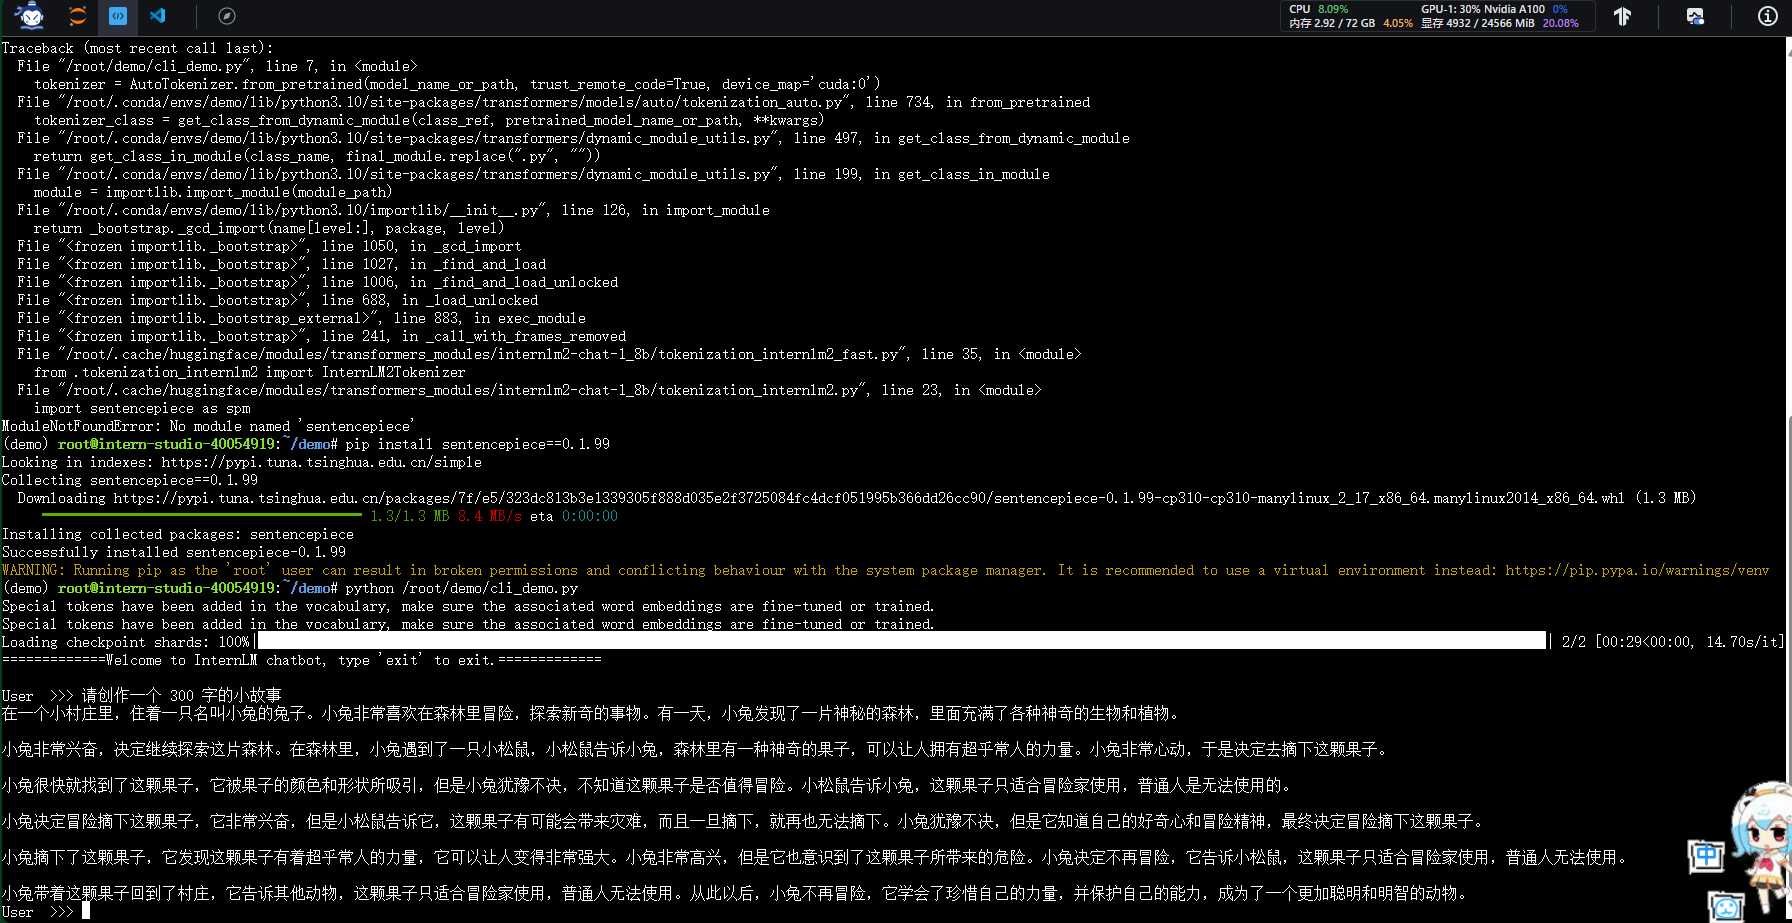 CPU 8.09% GPU-1: 30% Nvidia A100 0%
内存 2.92 / 72 GB 4.05% 显存 4932 / 24566 MiB 20.08%
Traceback (most recent call last):
  File "/root/demo/cli_demo.py", line 7, in <module>
    tokenizer = AutoTokenizer.from_pretrained(model_name_or_path, trust_remote_code=True, device_map='cuda:0')
  File "/root/.conda/envs/demo/lib/python3.10/site-packages/transformers/models/auto/tokenization_auto.py", line 734, in from_pretrained
    tokenizer_class = get_class_from_dynamic_module(class_ref, pretrained_model_name_or_path, **kwargs)
  File "/root/.conda/envs/demo/lib/python3.10/site-packages/transformers/dynamic_module_utils.py", line 497, in get_class_from_dynamic_module
    return get_class_in_module(class_name, final_module.replace(".py", ""))
  File "/root/.conda/envs/demo/lib/python3.10/site-packages/transformers/dynamic_module_utils.py", line 199, in get_class_in_module
    module = importlib.import_module(module_path)
  File "/root/.conda/envs/demo/lib/python3.10/importlib/__init__.py", line 126, in import_module
    return _bootstrap._gcd_import(name[level:], package, level)
  File "<frozen importlib._bootstrap>", line 1050, in _gcd_import
  File "<frozen importlib._bootstrap>", line 1027, in _find_and_load
  File "<frozen importlib._bootstrap>", line 1006, in _find_and_load_unlocked
  File "<frozen importlib._bootstrap>", line 688, in _load_unlocked
  File "<frozen importlib._bootstrap_external>", line 883, in exec_module
  File "<frozen importlib._bootstrap>", line 241, in _call_with_frames_removed
  File "/root/.cache/huggingface/modules/transformers_modules/internlm2-chat-1_8b/tokenization_internlm2_fast.py", line 35, in <module>
    from .tokenization_internlm2 import InternLM2Tokenizer
  File "/root/.cache/huggingface/modules/transformers_modules/internlm2-chat-1_8b/tokenization_internlm2.py", line 23, in <module>
    import sentencepiece as spm
ModuleNotFoundError: No module named 'sentencepiece'
(demo) root@intern-studio-40054919:~/demo# pip install sentencepiece==0.1.99
Looking in indexes: https://pypi.tuna.tsinghua.edu.cn/simple
Collecting sentencepiece==0.1.99
  Downloading https://pypi.tuna.tsinghua.edu.cn/packages/7f/e5/323dc813b3e1339305f888d035e2f3725084fc4dcf051995b366dd26cc90/sentencepiece-0.1.99-cp310-cp310-manylinux_2_17_x86_64.manylinux2014_x86_64.whl (1.3 MB)
1.3/1.3 MB 8.4 MB/s eta 0:00:00
Installing collected packages: sentencepiece
Successfully installed sentencepiece-0.1.99
WARNING: Running pip as the 'root' user can result in broken permissions and conflicting behaviour with the system package manager. It is recommended to use a virtual environment instead: https://pip.pypa.io/warnings/venv
(demo) root@intern-studio-40054919:~/demo# python /root/demo/cli_demo.py
Special tokens have been added in the vocabulary, make sure the associated word embeddings are fine-tuned or trained.
Special tokens have been added in the vocabulary, make sure the associated word embeddings are fine-tuned or trained.
Loading checkpoint shards: 100%| | 2/2 [00:29<00:00, 14.70s/it]
=============Welcome to InternLM chatbot, type 'exit' to exit.=============
User  >>> 请创作一个 300 字的小故事
在一个小村庄里，住着一只名叫小兔的兔子。小兔非常喜欢在森林里冒险，探索新奇的事物。有一天，小兔发现了一片神秘的森林，里面充满了各种神奇的生物和植物。
小兔非常兴奋，决定继续探索这片森林。在森林里，小兔遇到了一只小松鼠，小松鼠告诉小兔，森林里有一种神奇的果子，可以让人拥有超乎常人的力量。小兔非常心动，于是决定去摘下这颗果子。
小兔很快就找到了这颗果子，它被果子的颜色和形状所吸引，但是小兔犹豫不决，不知道这颗果子是否值得冒险。小松鼠告诉小兔，这颗果子只适合冒险家使用，普通人是无法使用的。
小兔决定冒险摘下这颗果子，它非常兴奋，但是小松鼠告诉它，这颗果子有可能会带来灾难，而且一旦摘下，就再也无法摘下。小兔犹豫不决，但是它知道自己的好奇心和冒险精神，最终决定冒险摘下这颗果子。
小兔摘下了这颗果子，它发现这颗果子有着超乎常人的力量，它可以让人变得非常强大。小兔非常高兴，但是它也意识到了这颗果子所带来的危险。小兔决定不再冒险，它告诉小松鼠，这颗果子只适合冒险家使用，普通人无法使用。
小兔带着这颗果子回到了村庄，它告诉其他动物，这颗果子只适合冒险家使用，普通人无法使用。从此以后，小兔不再冒险，它学会了珍惜自己的力量，并保护自己的能力，成为了一个更加聪明和明智的动物。
User  >>>
中